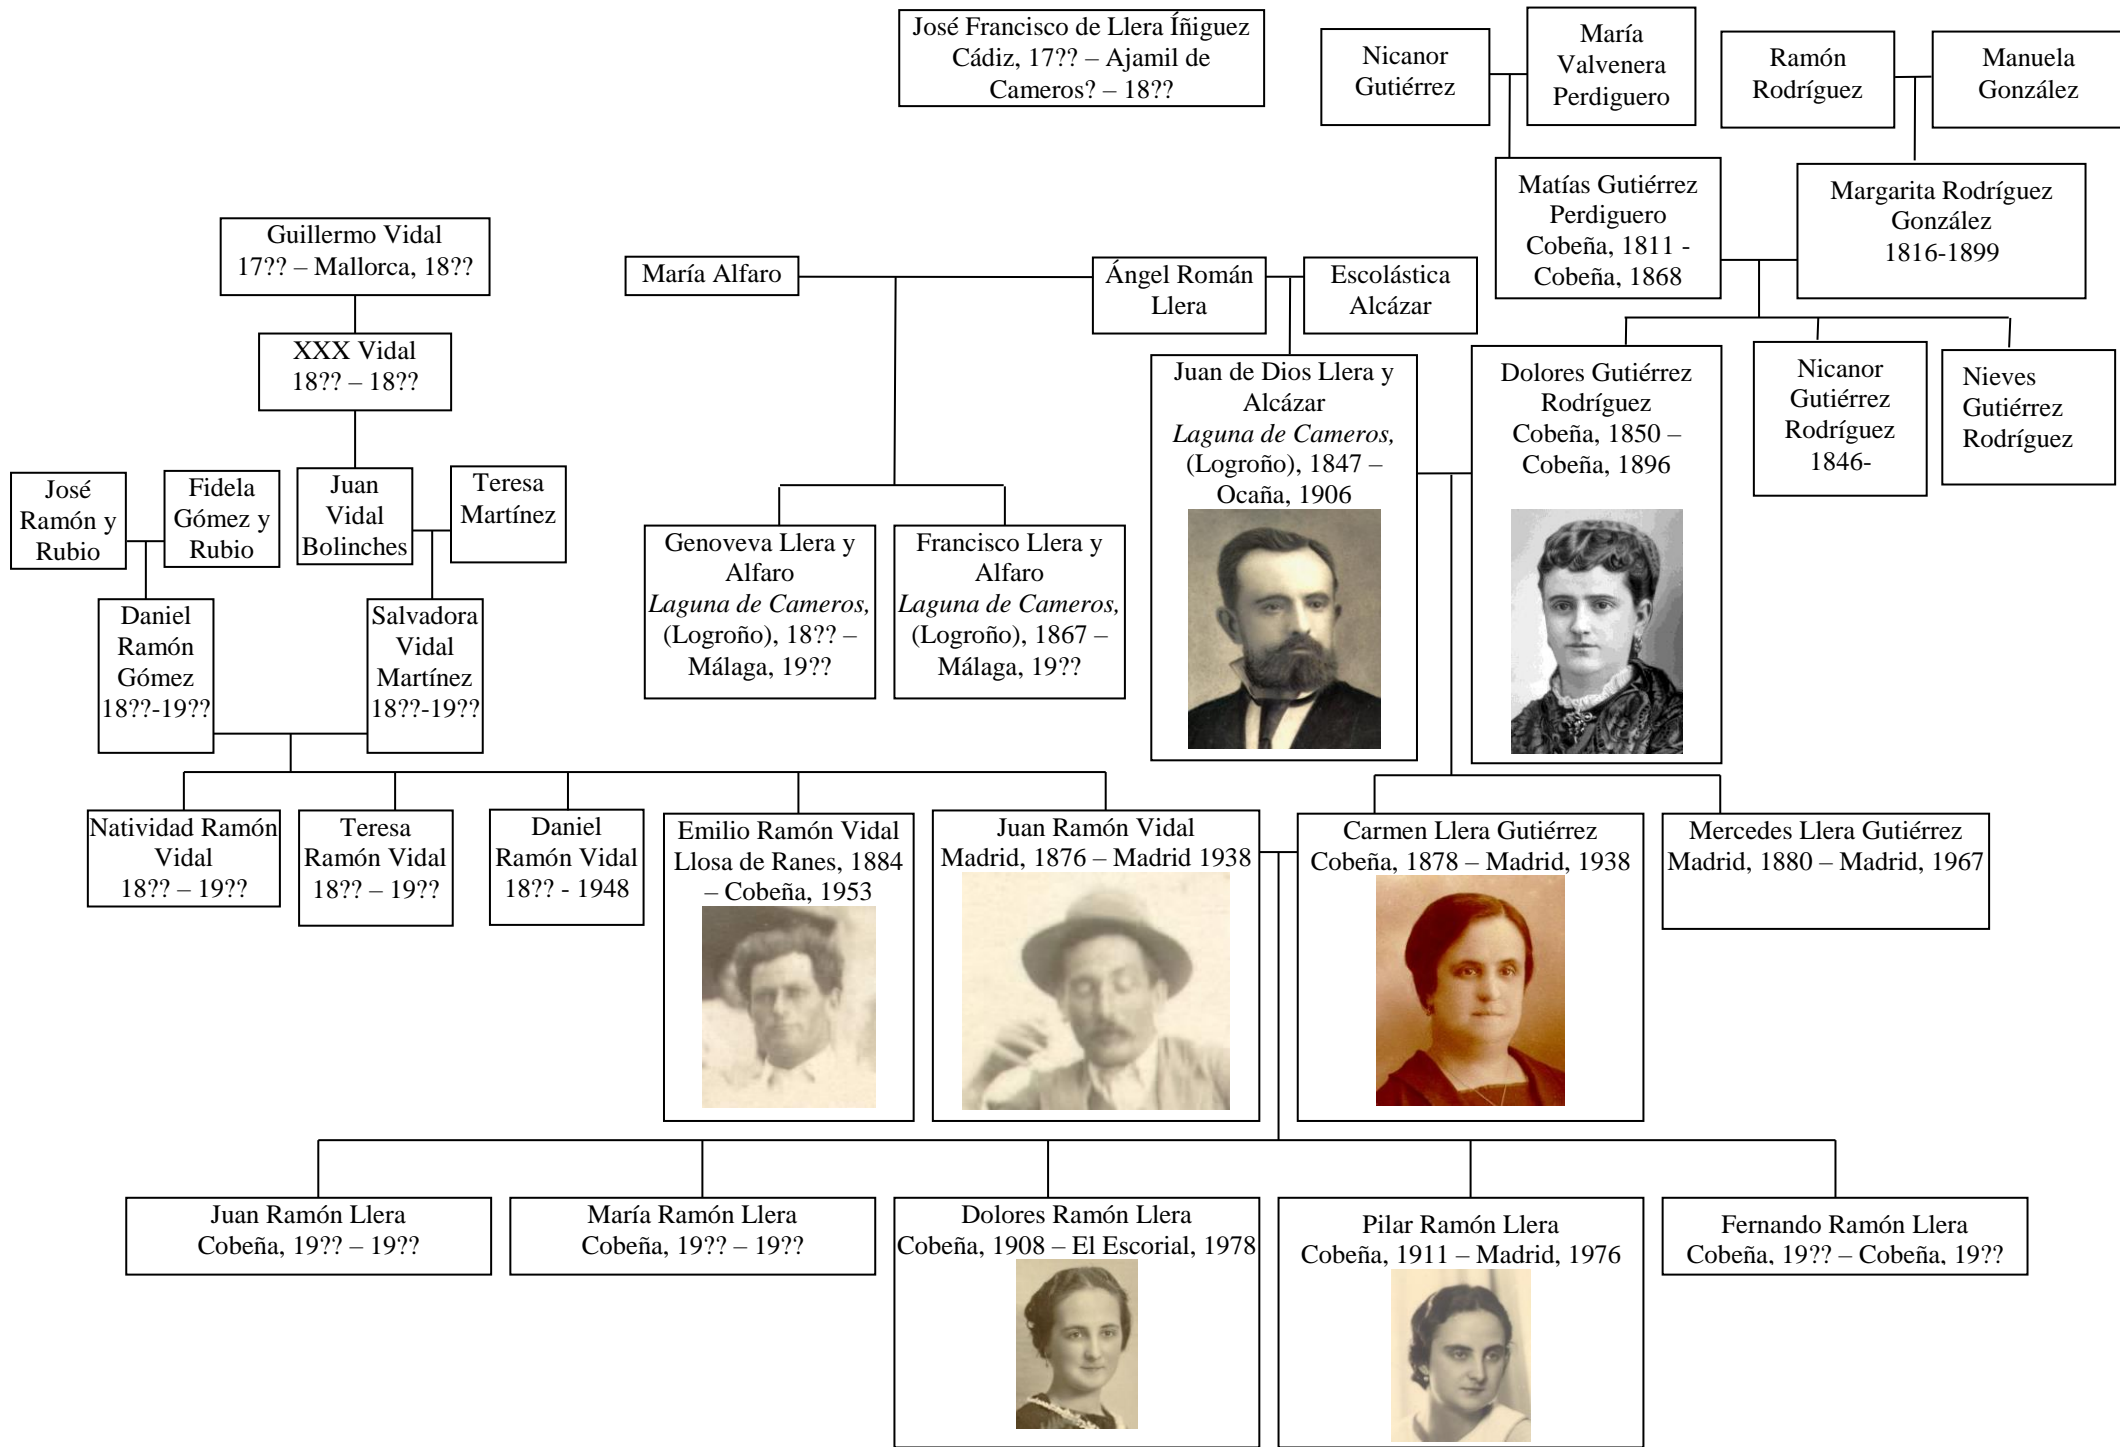 José Francisco de Llera Íñiguez
Cádiz, 17?? – Ajamil de
Cameros? – 18??
Nicanor
Gutiérrez
María
Valvenera
Perdiguero
Ramón
Rodríguez
Manuela
González
Matías Gutiérrez
Perdiguero
Cobeña, 1811 -
Cobeña, 1868
Margarita Rodríguez
González
1816-1899
Guillermo Vidal
17?? – Mallorca, 18??
María Alfaro
Ángel Román
Llera
Escolástica
Alcázar
XXX Vidal
18?? – 18??
Juan de Dios Llera y
Alcázar
Laguna de Cameros,
(Logroño), 1847 –
Ocaña, 1906
Dolores Gutiérrez
Rodríguez
Cobeña, 1850 –
Cobeña, 1896
Nicanor
Gutiérrez
Rodríguez
1846-
Nieves
Gutiérrez
Rodríguez
José
Ramón y
Rubio
Fidela
Gómez y
Rubio
Juan
Vidal
Bolinches
Teresa
Martínez
Genoveva Llera y
Alfaro
Laguna de Cameros,
(Logroño), 18?? –
Málaga, 19??
Francisco Llera y
Alfaro
Laguna de Cameros,
(Logroño), 1867 –
Málaga, 19??
Daniel
Ramón
Gómez
18??-19??
Salvadora
Vidal
Martínez
18??-19??
Natividad Ramón
Vidal
18?? – 19??
Teresa
Ramón Vidal
18?? – 19??
Daniel
Ramón Vidal
18?? - 1948
Emilio Ramón Vidal
Llosa de Ranes, 1884
– Cobeña, 1953
Juan Ramón Vidal
Madrid, 1876 – Madrid 1938
Carmen Llera Gutiérrez
Cobeña, 1878 – Madrid, 1938
Mercedes Llera Gutiérrez
Madrid, 1880 – Madrid, 1967
Juan Ramón Llera
Cobeña, 19?? – 19??
María Ramón Llera
Cobeña, 19?? – 19??
Dolores Ramón Llera
Cobeña, 1908 – El Escorial, 1978
Pilar Ramón Llera
Cobeña, 1911 – Madrid, 1976
Fernando Ramón Llera
Cobeña, 19?? – Cobeña, 19??